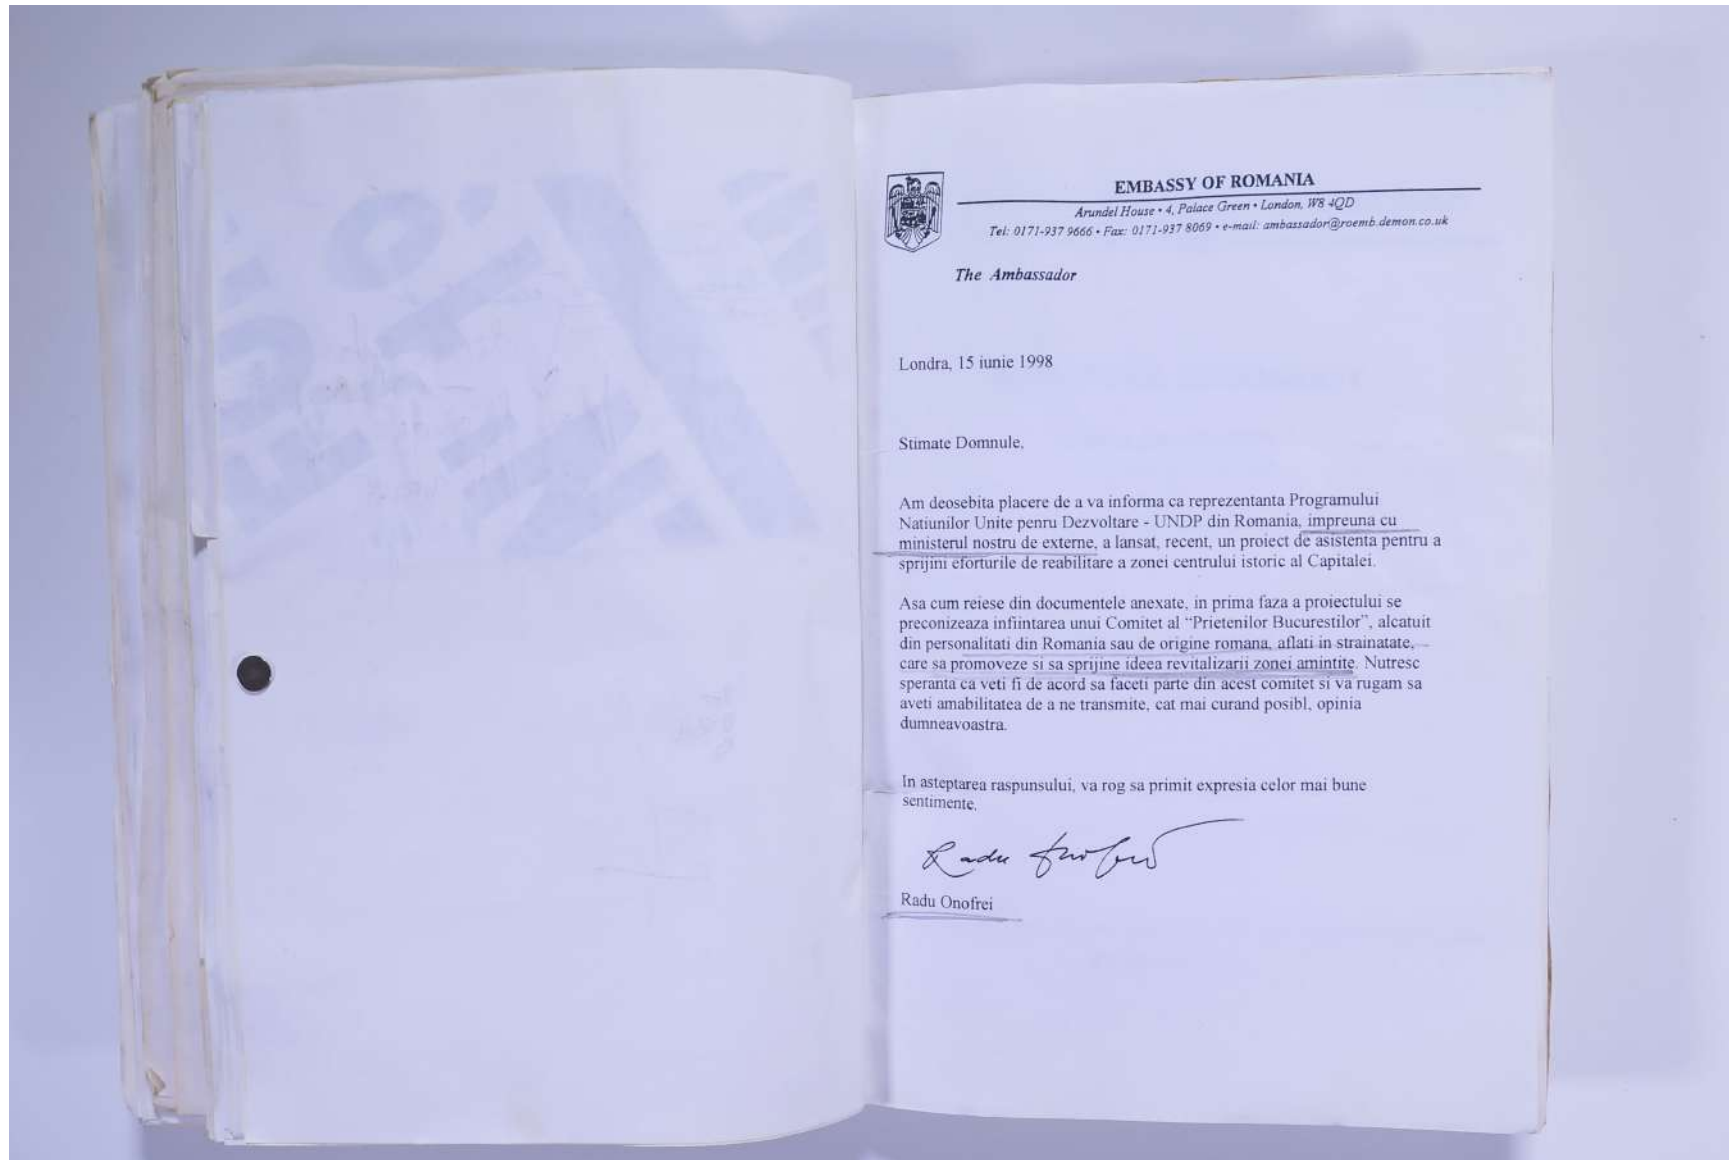 EMBASSY OF ROMANIA
Arundel House • 4, Palace Green • London, W8 4QD
Tel: 0171-937 9666 • Fax: 0171-937 8069 • e-mail: ambassador@roemb.demon.co.uk
The Ambassador
Londra, 15 iunie 1998
Stimate Domnule,
Am deosebita placere de a va informa ca reprezentanta Programului
Natiunilor Unite penru Dezvoltare - UNDP din Romania, impreuna cu
ministerul nostru de externe, a lansat, recent, un proiect de asistenta pentru a
sprijini eforturile de reabilitare a zonei centrului istoric al Capitalei.
Asa cum reiese din documentele anexate, in prima faza a proiectului se
preconizeaza infiintarea unui Comitet al “Prietenilor Bucurestilor”, alcatuit
din personalitati din Romania sau de origine romana, aflati in strainatate,
care sa promoveze si sa sprijine ideea revitalizarii zonei amintite. Nutresc
speranta ca veti fi de acord sa faceti parte din acest comitet si va rugam sa
aveti amabilitatea de a ne transmite, cat mai curand posibl, opinia
dumneavoastra.
In asteptarea raspunsului, va rog sa primit expresia celor mai bune
sentimente,
Radu Onofrei
Radu Onofrei